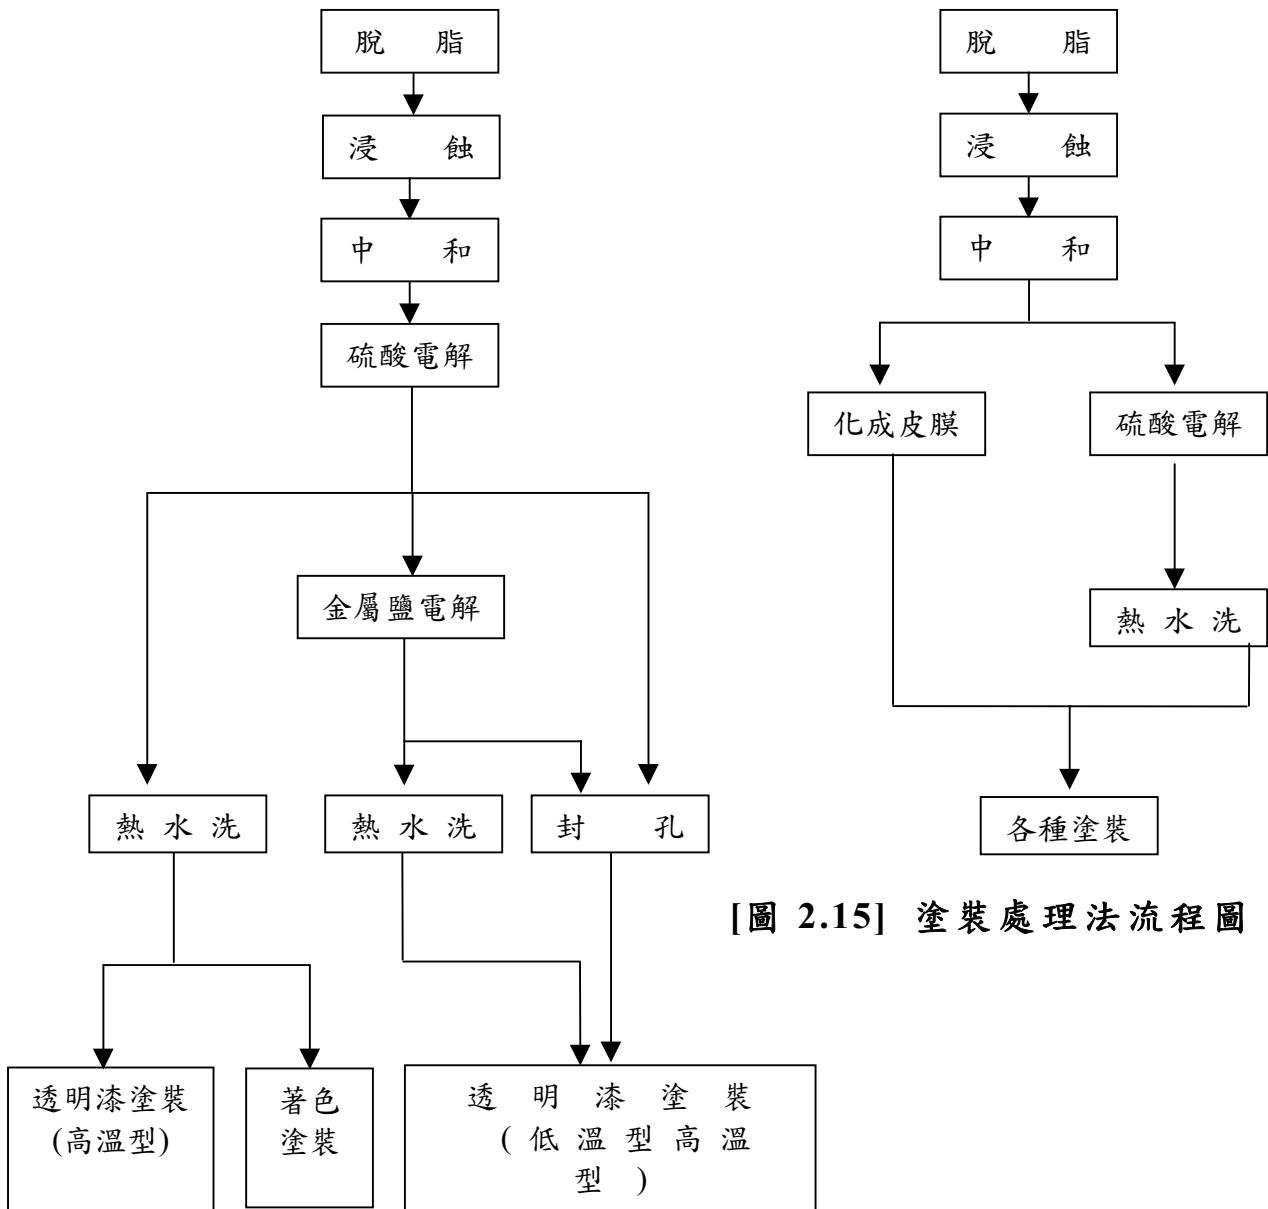 脫 脂
浸 蝕
中 和
硫酸電解
金屬鹽電解
熱 水 洗
熱 水 洗
封 孔
透明漆塗裝
(高溫型)
著色
塗裝
透 明 漆 塗 裝
( 低 溫 型 高 溫
型 )
脫 脂
浸 蝕
中 和
化成皮膜
硫酸電解
熱 水 洗
各種塗裝
[圖 2.15] 塗裝處理法流程圖